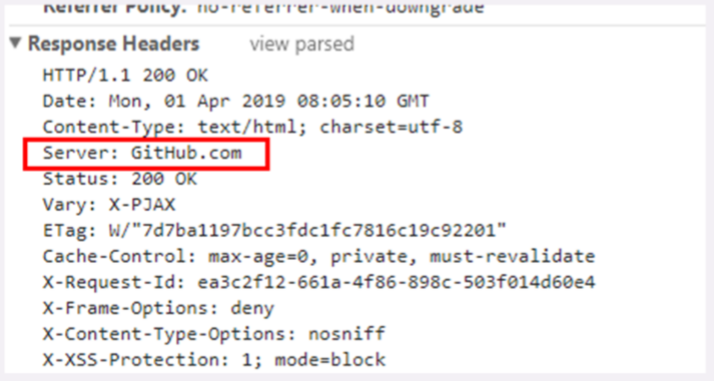 Referrer Policy: no-referrer-when-downgrade
▼ Response Headers view parsed
HTTP/1.1 200 OK
Date: Mon, 01 Apr 2019 08:05:10 GMT
Content-Type: text/html; charset=utf-8
Server: GitHub.com
Status: 200 OK
Vary: X-PJAX
ETag: W/"7d7ba1197bcc3fdc1fc7816c19c92201"
Cache-Control: max-age=0, private, must-revalidate
X-Request-Id: ea3c2f12-661a-4f86-898c-503f014d60e4
X-Frame-Options: deny
X-Content-Type-Options: nosniff
X-XSS-Protection: 1; mode=block